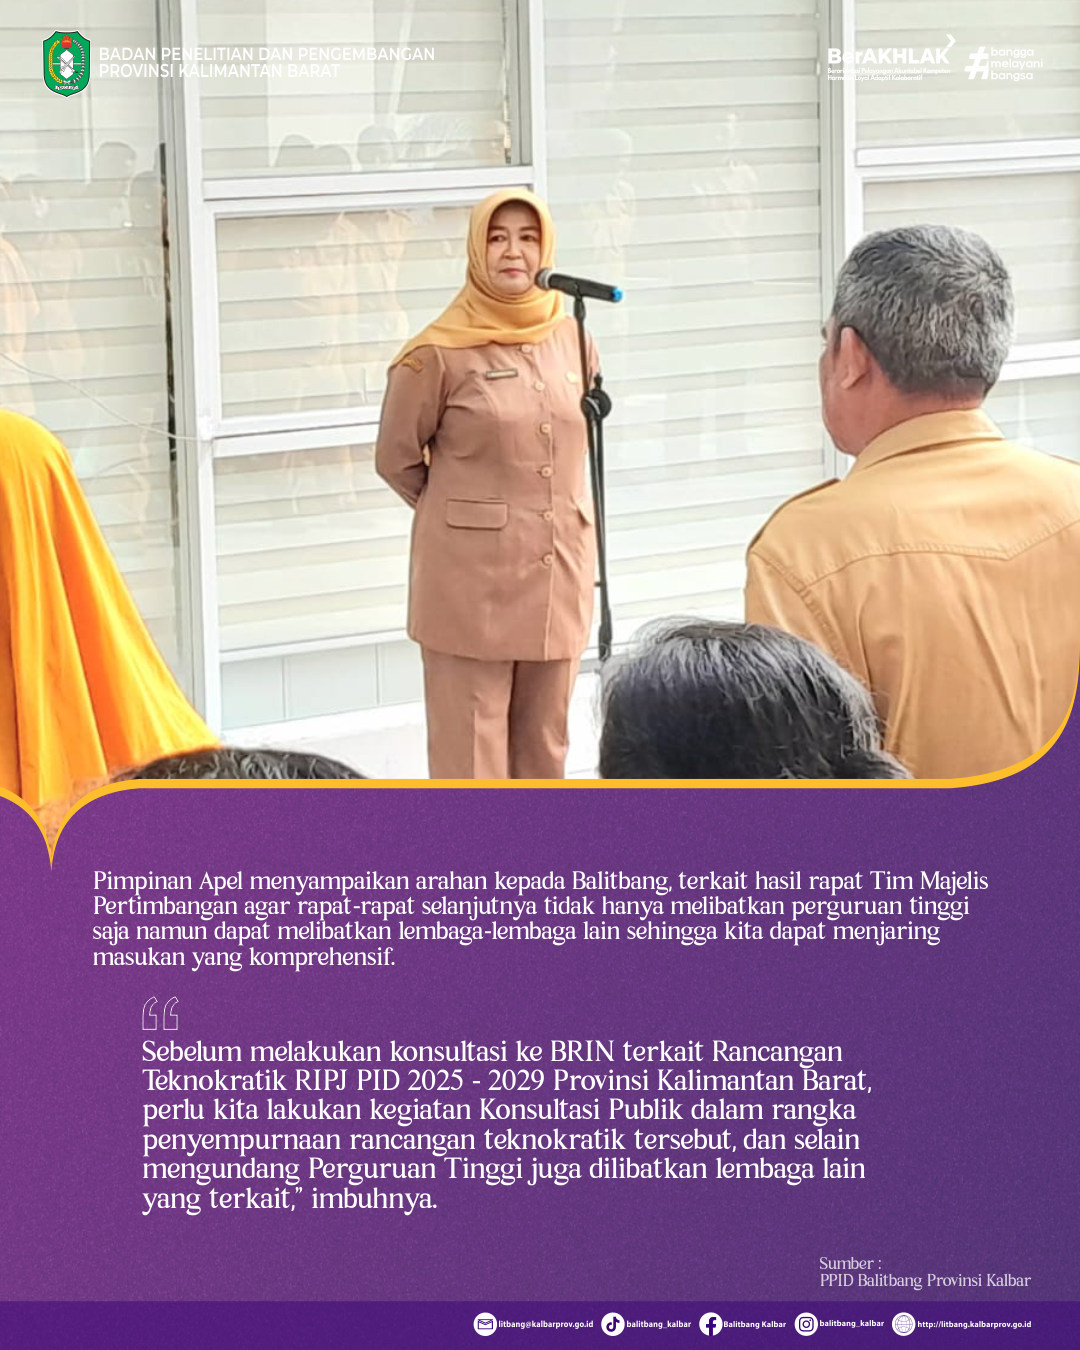 BADAN PENELITIAN DAN PENGEMBANGAN
PROVINSI KALIMANTAN BARAT
BerAKHLAK
Berorientasi Pelayanan Akuntabel Kompeten
Harmonis Loyal Adaptif Kolaboratif
#bangga
melayani
bangsa
Pimpinan Apel menyampaikan arahan kepada Balitbang, terkait hasil rapat Tim Majelis
Pertimbangan agar rapat-rapat selanjutnya tidak hanya melibatkan perguruan tinggi
saja namun dapat melibatkan lembaga-lembaga lain sehingga kita dapat menjaring
masukan yang komprehensif.
“
Sebelum melakukan konsultasi ke BRIN terkait Rancangan
Teknokratik RIPJ PID 2025 - 2029 Provinsi Kalimantan Barat,
perlu kita lakukan kegiatan Konsultasi Publik dalam rangka
penyempurnaan rancangan teknokratik tersebut, dan selain
mengundang Perguruan Tinggi juga dilibatkan lembaga lain
yang terkait,” imbuhnya.
Sumber :
PPID Balitbang Provinsi Kalbar
litbang@kalbarprov.go.id balitbang_kalbar Balitbang Kalbar balitbang_kalbar http://litbang.kalbarprov.go.id